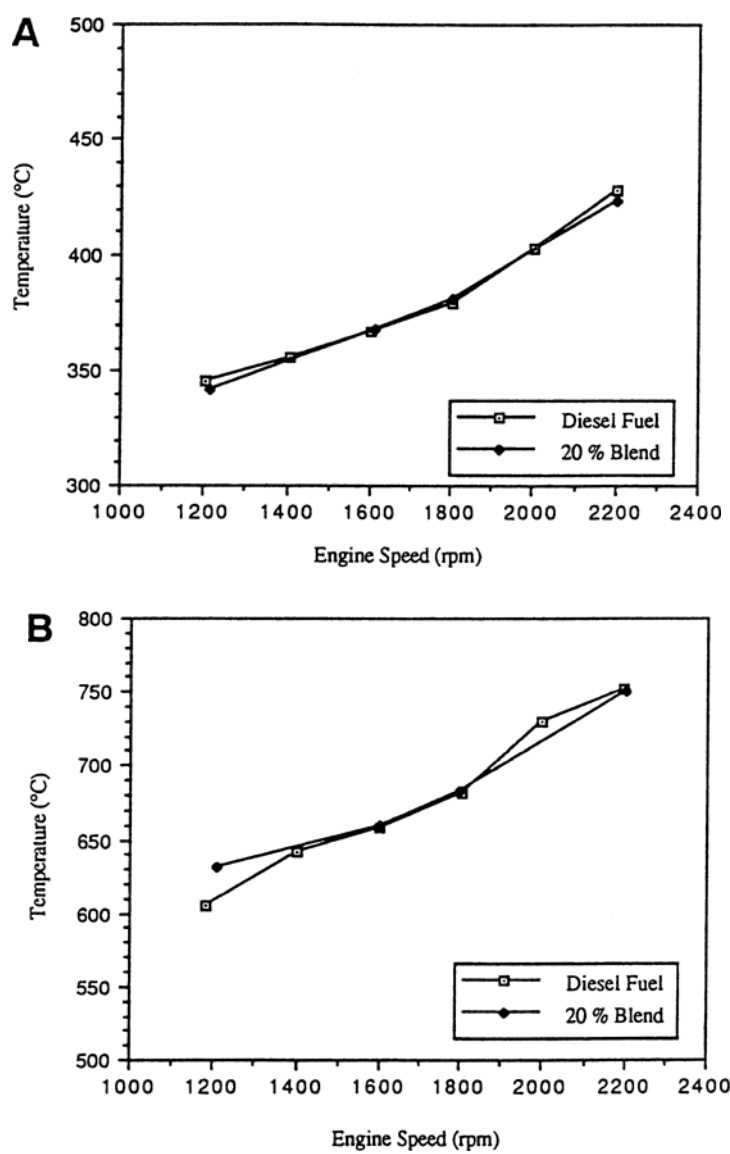 A
500
450
400
350
300
Temperature (°C)
1000 1200 1400 1600 1800 2000 2200 2400
Engine Speed (rpm)
Diesel Fuel
20 % Blend
B
800
750
700
650
600
550
500
Temperature (°C)
1000 1200 1400 1600 1800 2000 2200 2400
Engine Speed (rpm)
Diesel Fuel
20 % Blend